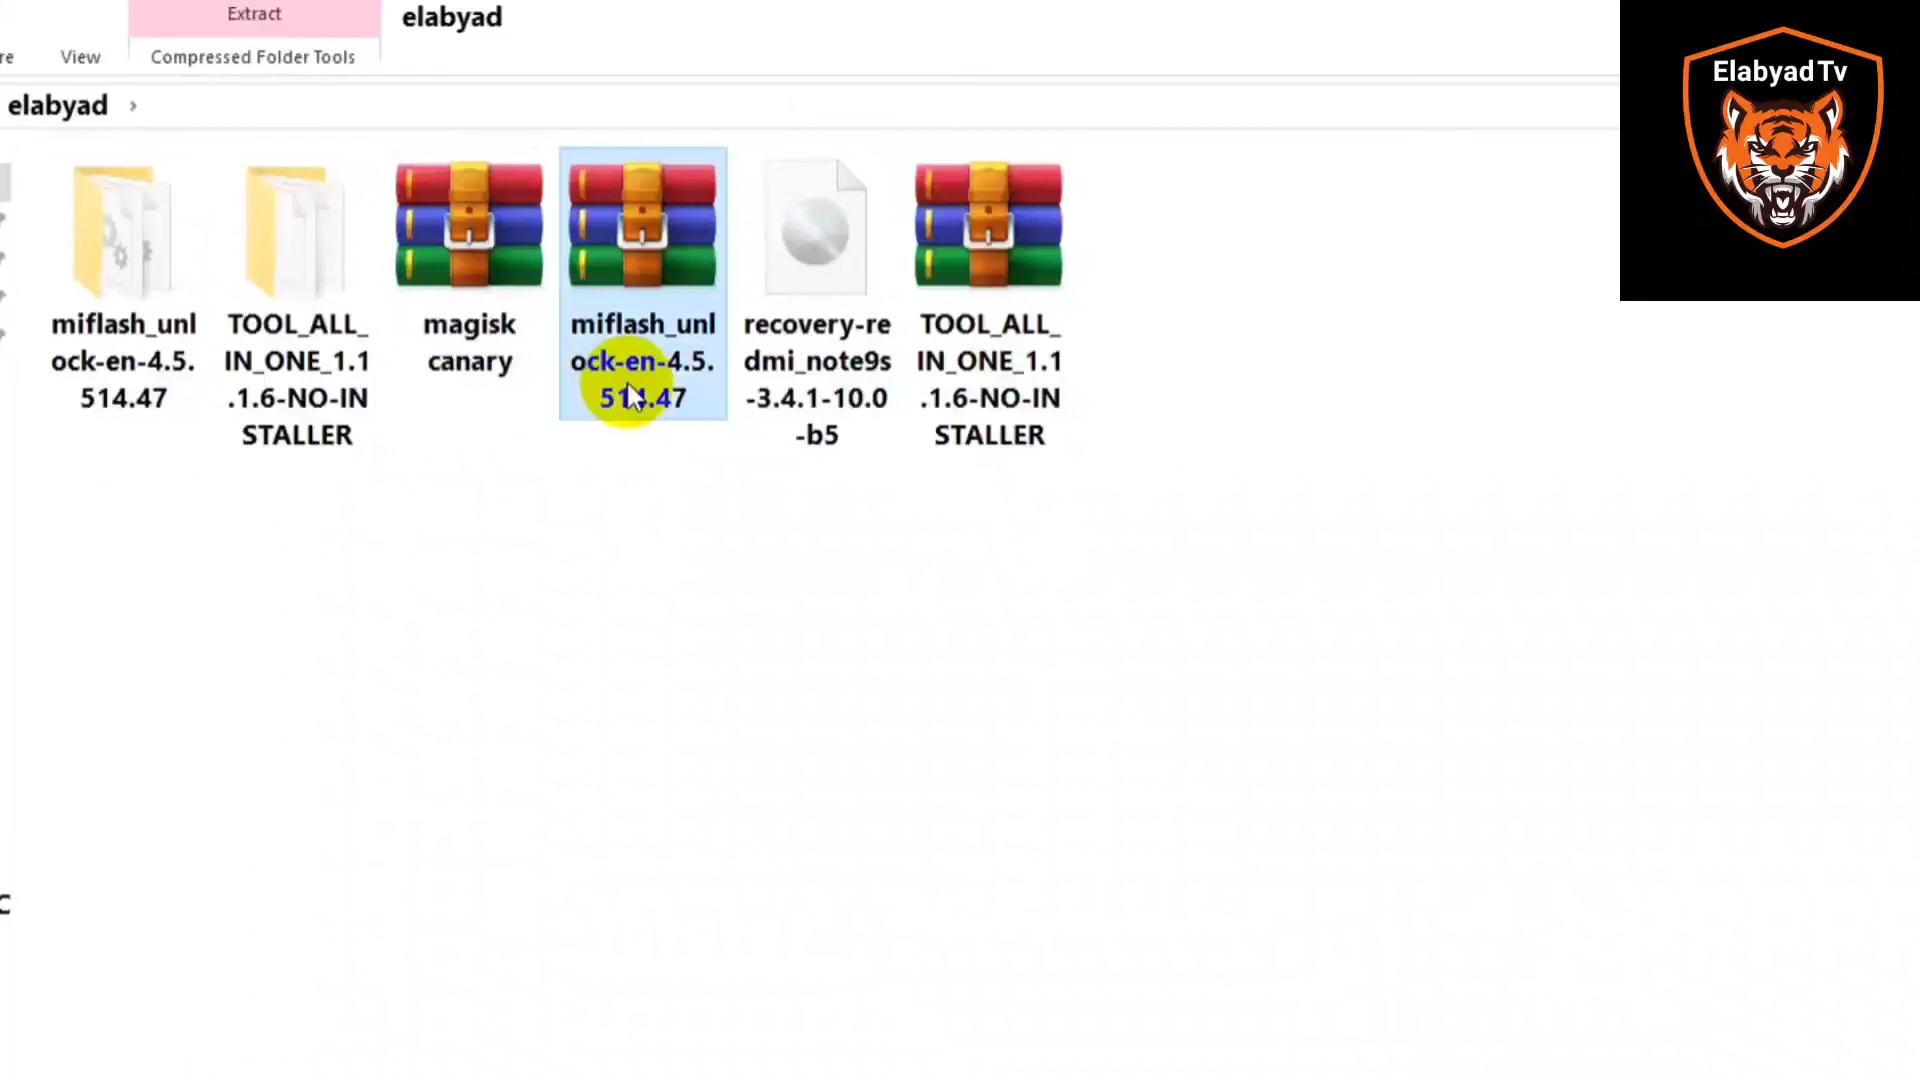 Extract
elabyad
re
View
Compressed Folder Tools
Elabyad Tv
elabyad
miflash_unl
ock-en-4.5.
514.47
TOOL_ALL_
IN_ONE_1.1
.1.6-NO-IN
STALLER
magisk
canary
miflash_unl
ock-en-4.5.
514.47
recovery-re
dmi_note9s
-3.4.1-10.0
-b5
TOOL_ALL_
IN_ONE_1.1
.1.6-NO-IN
STALLER
C